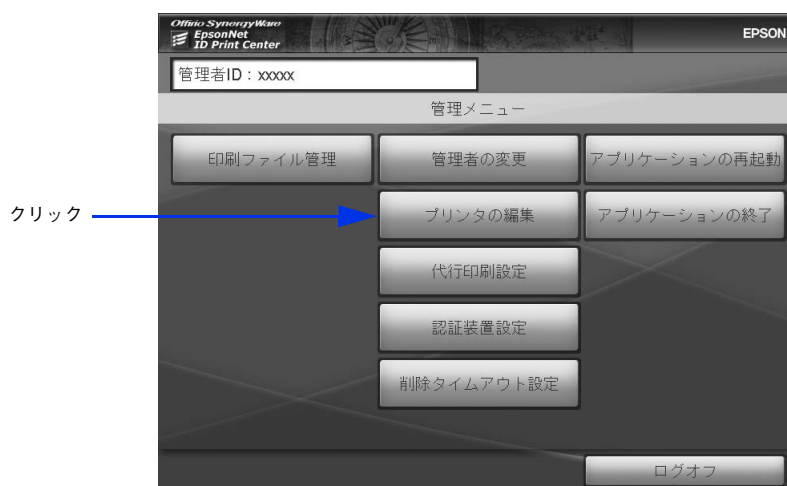 Offirio SynergyWare
EpsonNet
ID Print Center
EPSON
管理者ID：xxxxx
管理メニュー
印刷ファイル管理
管理者の変更
アプリケーションの再起動
クリック
プリンタの編集
アプリケーションの終了
代行印刷設定
認証装置設定
削除タイムアウト設定
ログオフ